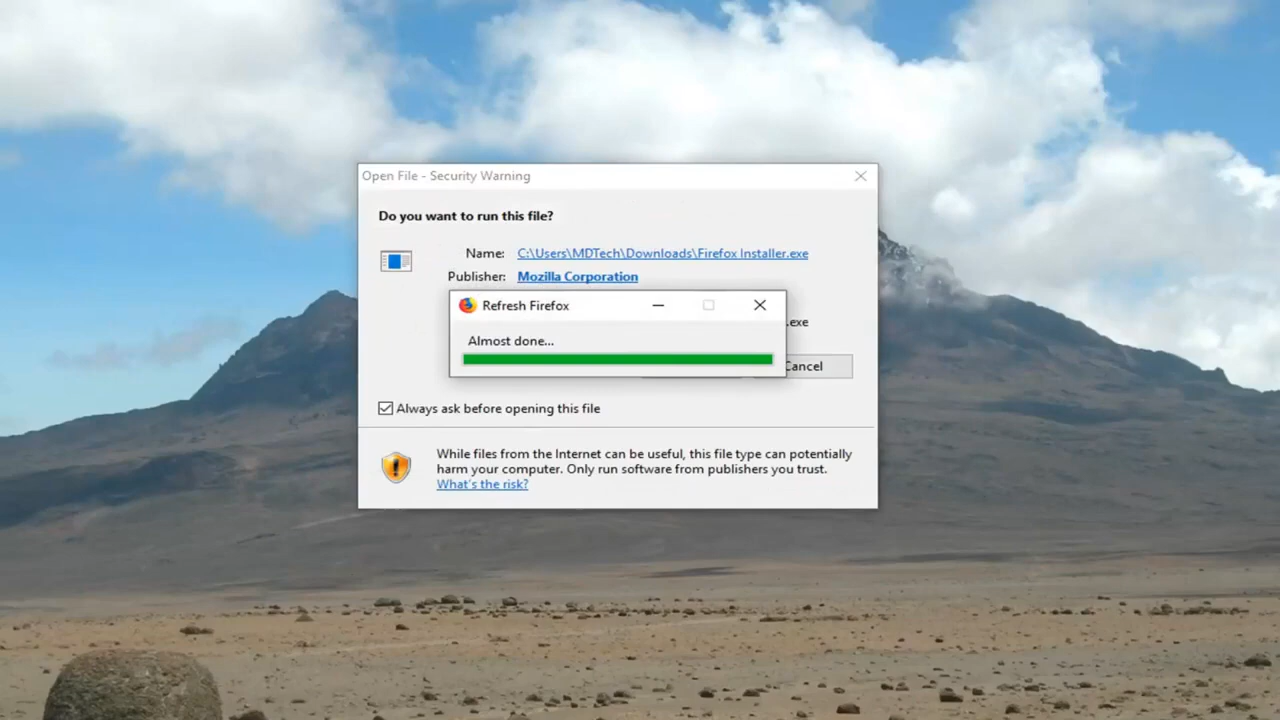 Open File - Security Warning
Do you want to run this file?
Name: C:\Users\MDTech\Downloads\Firefox Installer.exe
Publisher: Mozilla Corporation
Refresh Firefox
.exe
Almost done...
Cancel
Always ask before opening this file
While files from the Internet can be useful, this file type can potentially
harm your computer. Only run software from publishers you trust.
What's the risk?